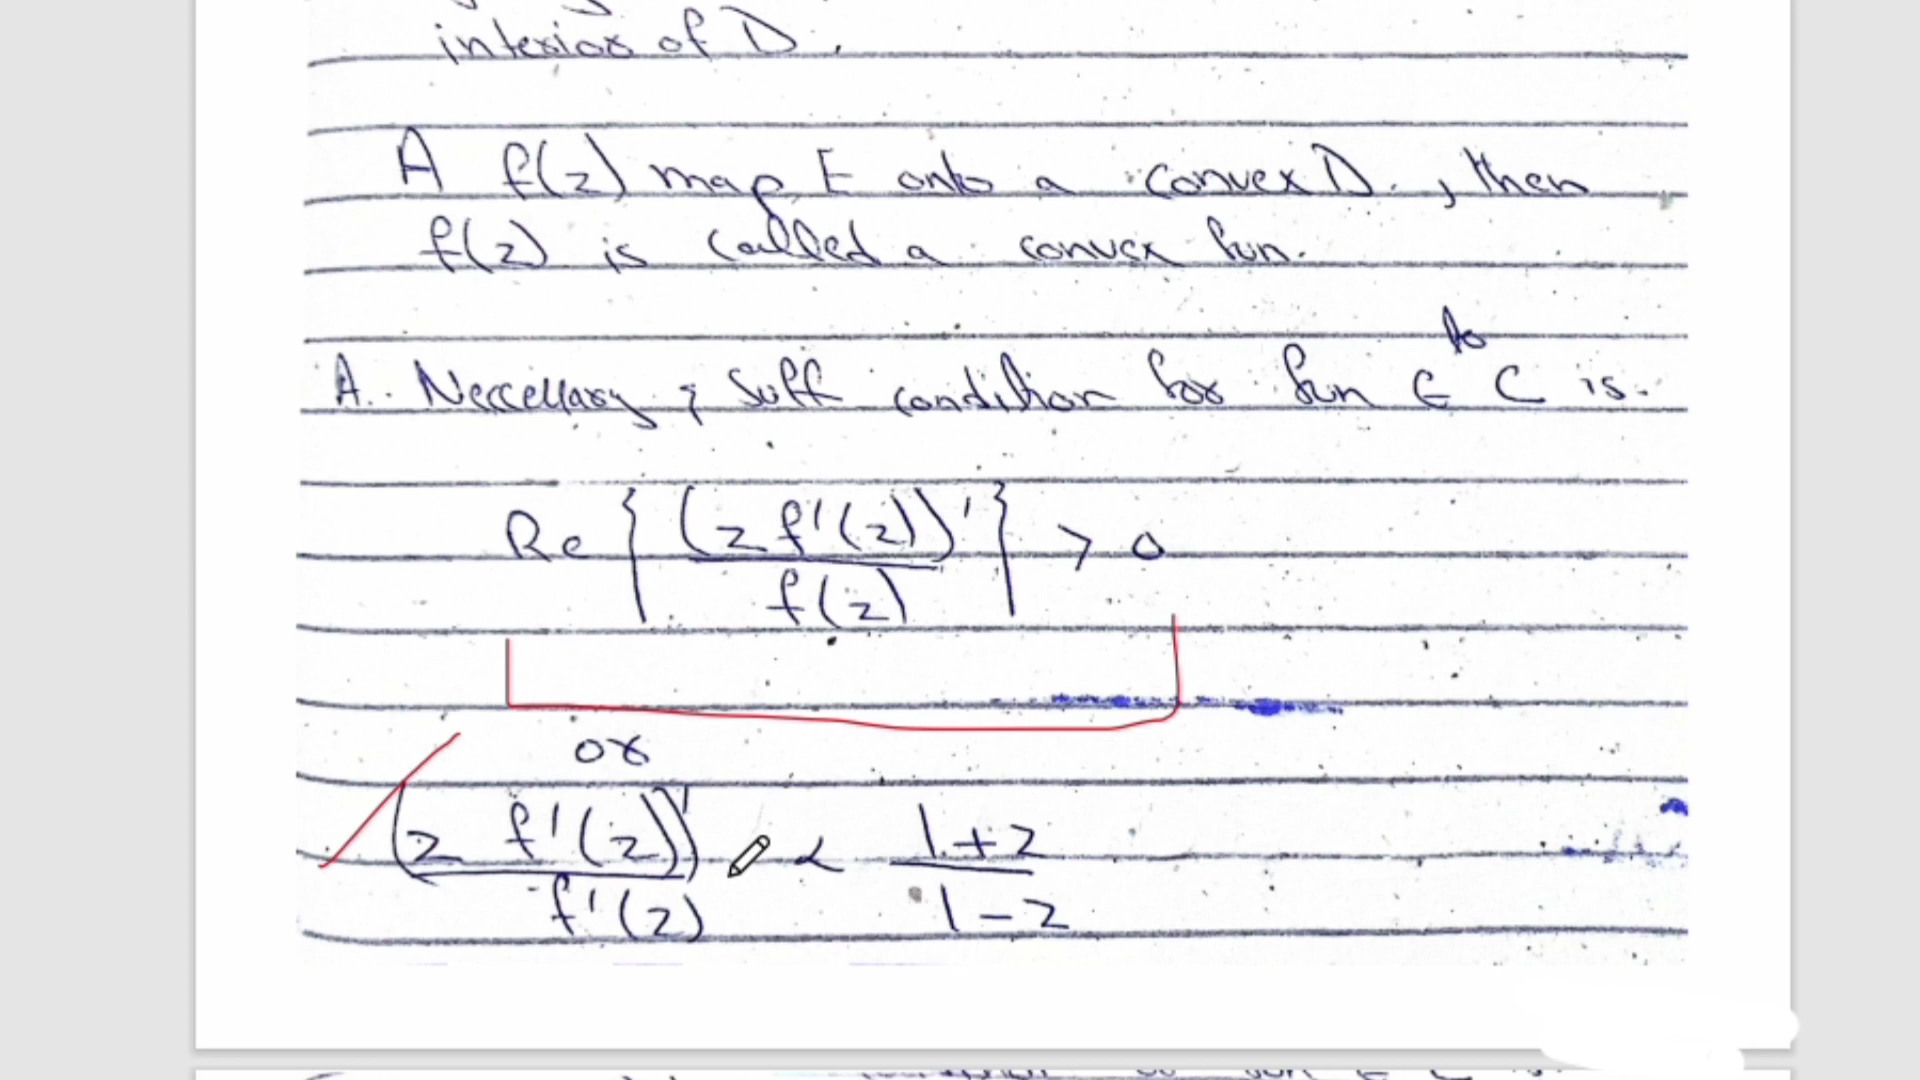 interior of D.
A f(z) map E onto a convex D., then
f(z) is called a convex fun.
to
A. Neccellary & Suff condition for fun ∈ C is.
Re { (z f'(z))' / f(z) } > 0
or
(z f'(z))' / f'(z) < 1+z / 1-z